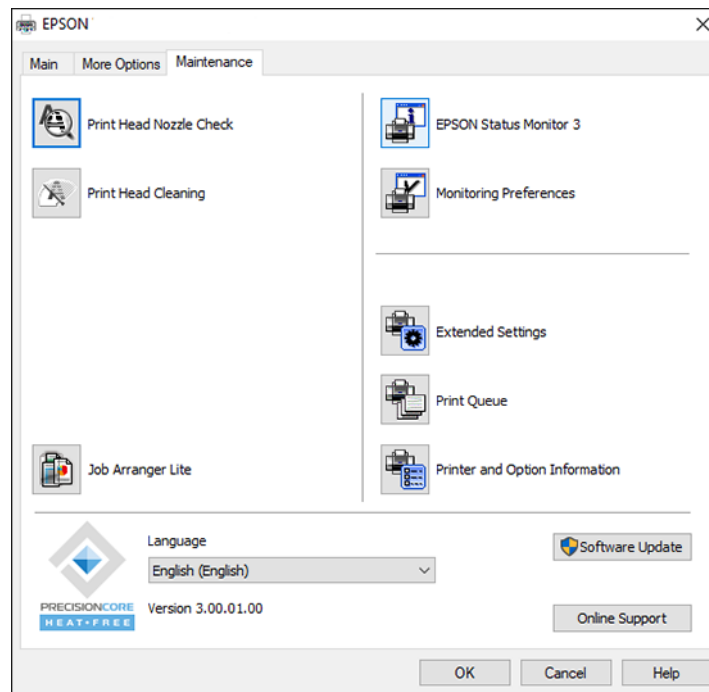 EPSON
Main
More Options
Maintenance
Print Head Nozzle Check
Print Head Cleaning
Job Arranger Lite
EPSON Status Monitor 3
Monitoring Preferences
Extended Settings
Print Queue
Printer and Option Information
PRECISIONCORE
HEAT-FREE
Language
English (English)
Version 3.00.01.00
Software Update
Online Support
OK
Cancel
Help